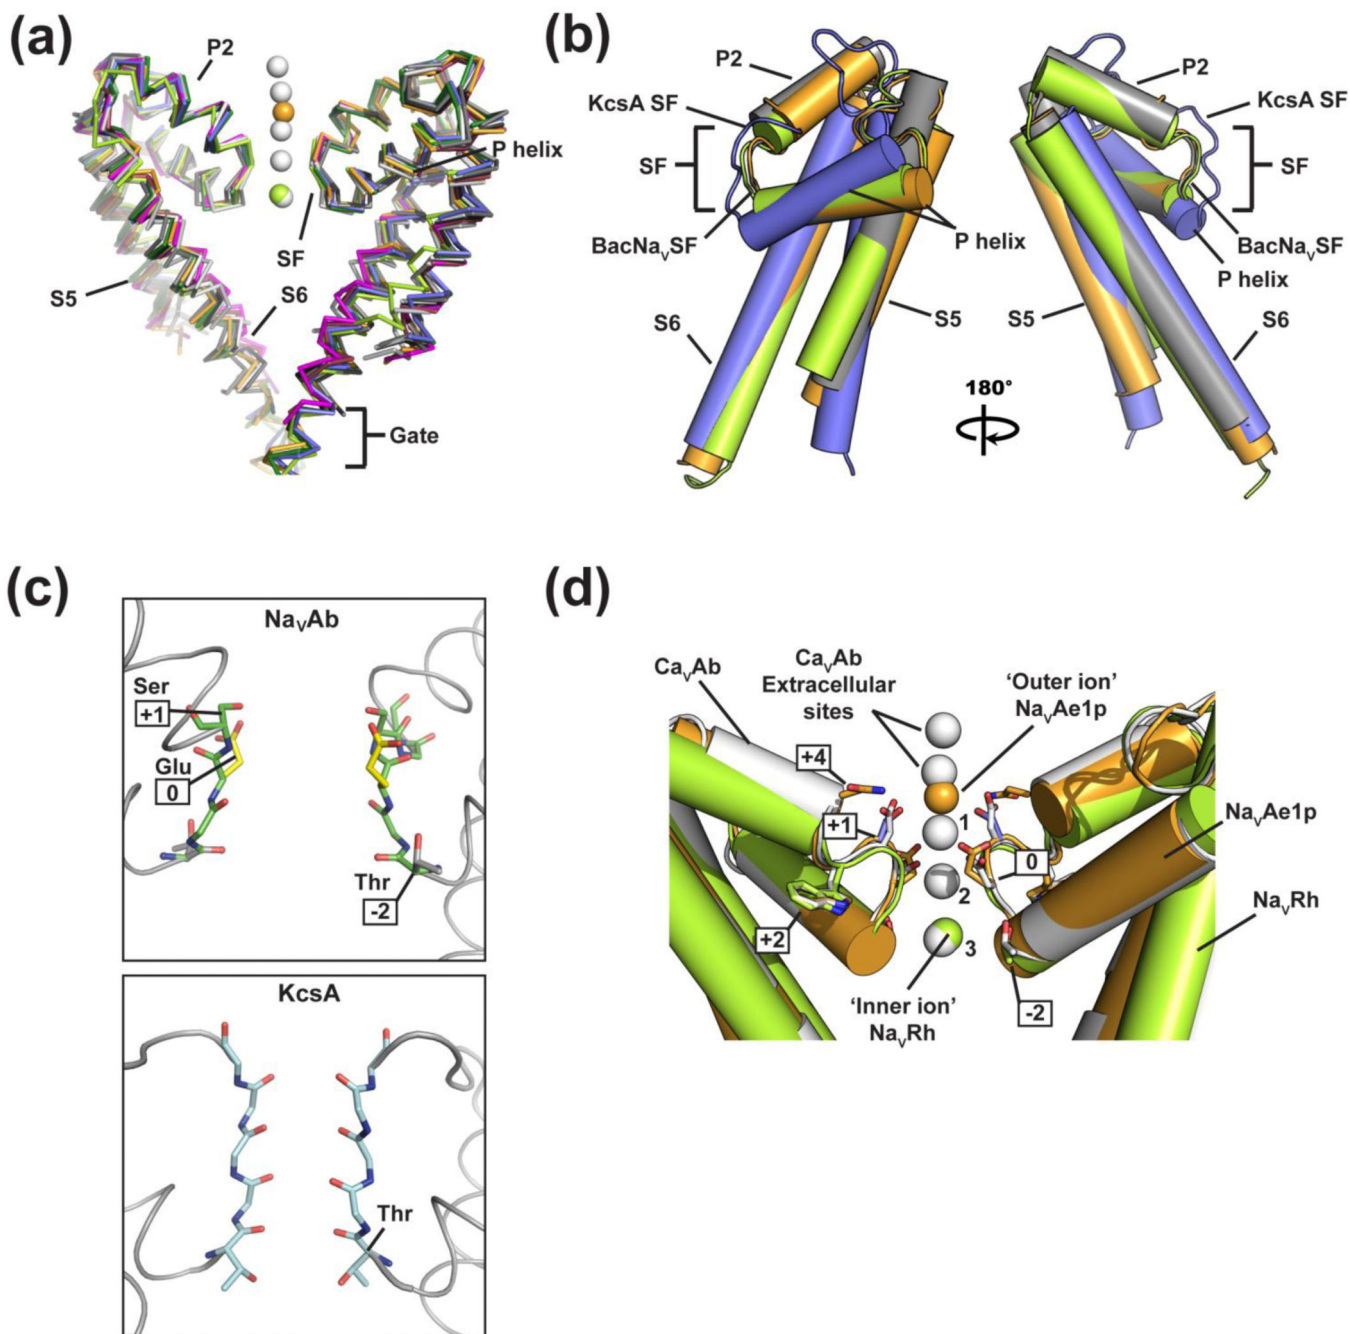 (a)
P2
P helix
SF
S5
S6
Gate
(b)
P2
KcsA SF
SF
BacNaᵥSF
P helix
S6
S5
180°
P2
KcsA SF
SF
BacNaᵥSF
P helix
S5
S6
(c)
NaᵥAb
Ser
+1
Glu
0
Thr
-2
KcsA
Thr
(d)
CaᵥAb
CaᵥAb
Extracellular
sites
‘Outer ion’
NaᵥAe1p
+4
+1
1
0
2
+2
3
NaᵥAe1p
NaᵥRh
‘Inner ion’
NaᵥRh
-2